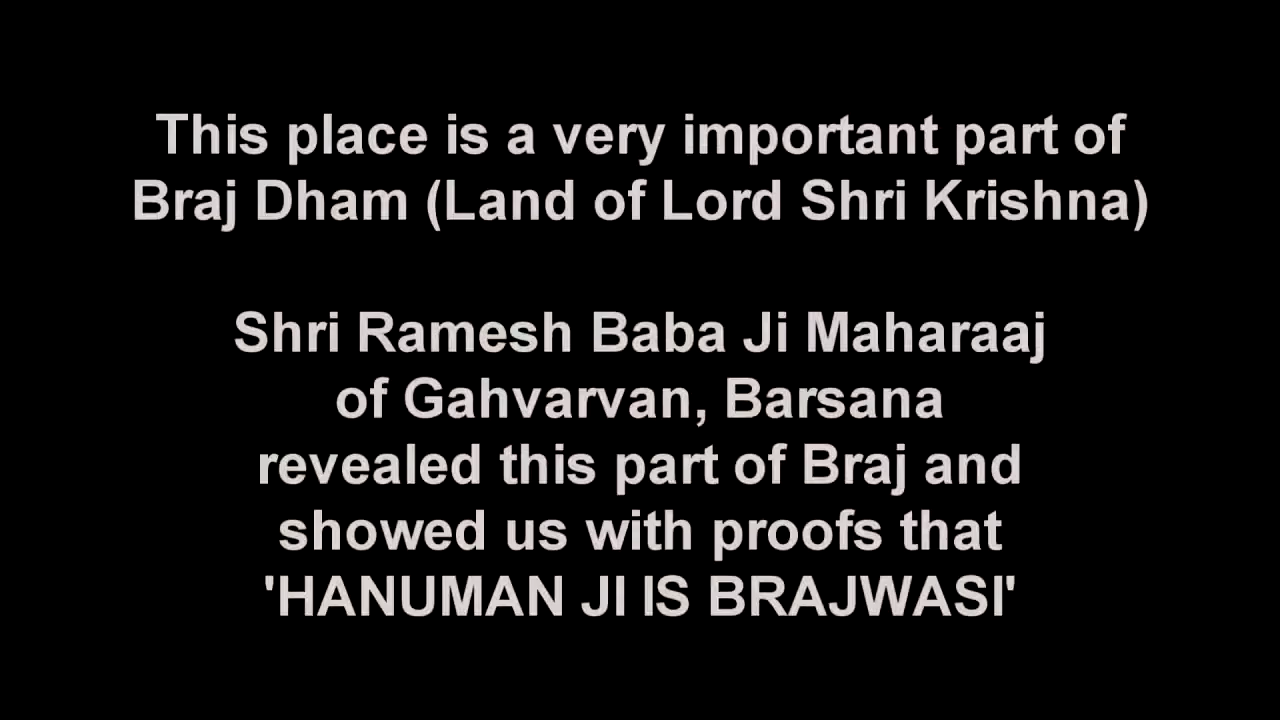 This place is a very important part of
Braj Dham (Land of Lord Shri Krishna)
Shri Ramesh Baba Ji Maharaaj
of Gahvarvan, Barsana
revealed this part of Braj and
showed us with proofs that
'HANUMAN JI IS BRAJWASI'